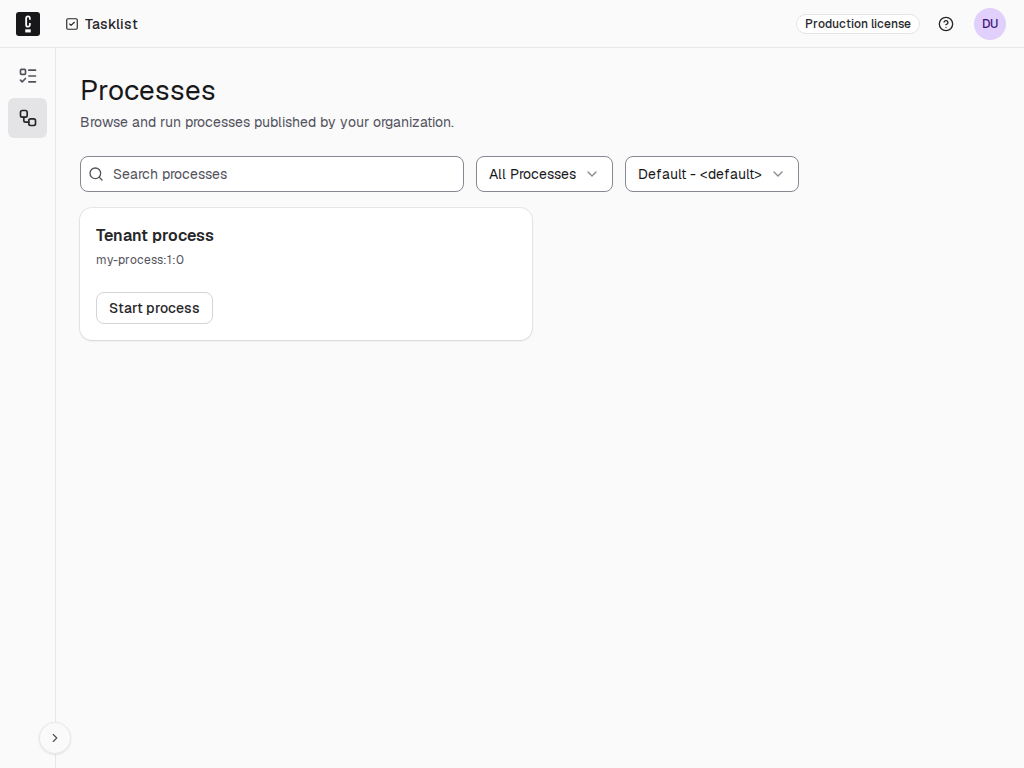 Tasklist
Production license
DU
Processes
Browse and run processes published by your organization.
Search processes
All Processes
Default - <default>
Tenant process
my-process:1:0
Start process